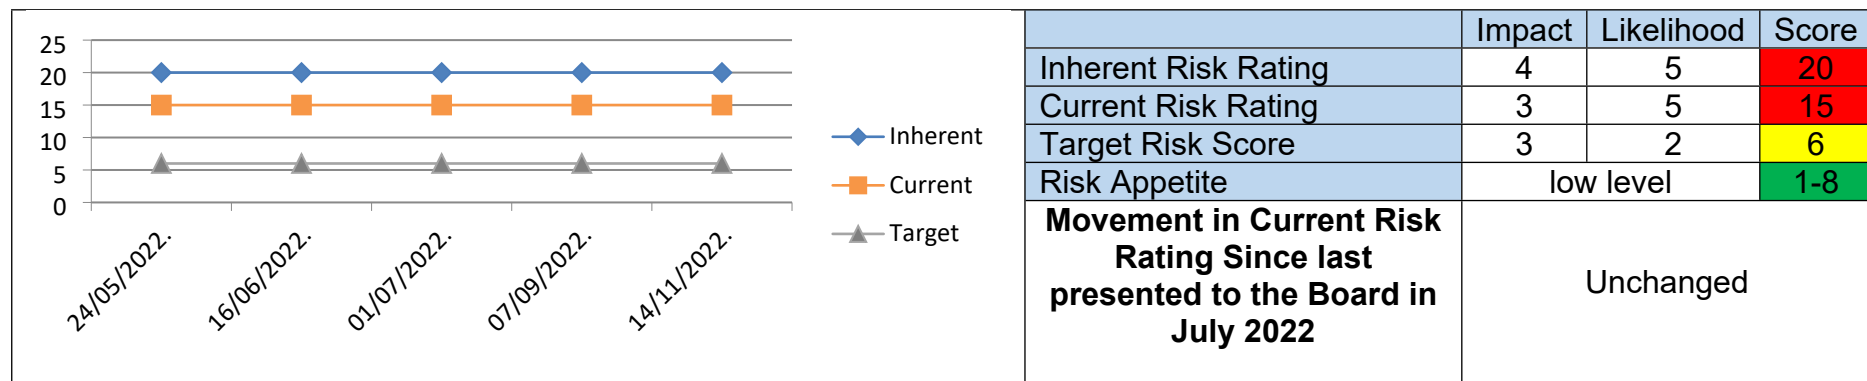 25
20
15
10
5
0
24/05/2022.
16/06/2022.
01/07/2022.
07/09/2022.
14/11/2022.
Inherent
Current
Target
Impact Likelihood Score
Inherent Risk Rating 4 5 20
Current Risk Rating 3 5 15
Target Risk Score 3 2 6
Risk Appetite low level 1-8
Movement in Current Risk
Rating Since last
presented to the Board in
July 2022
Unchanged